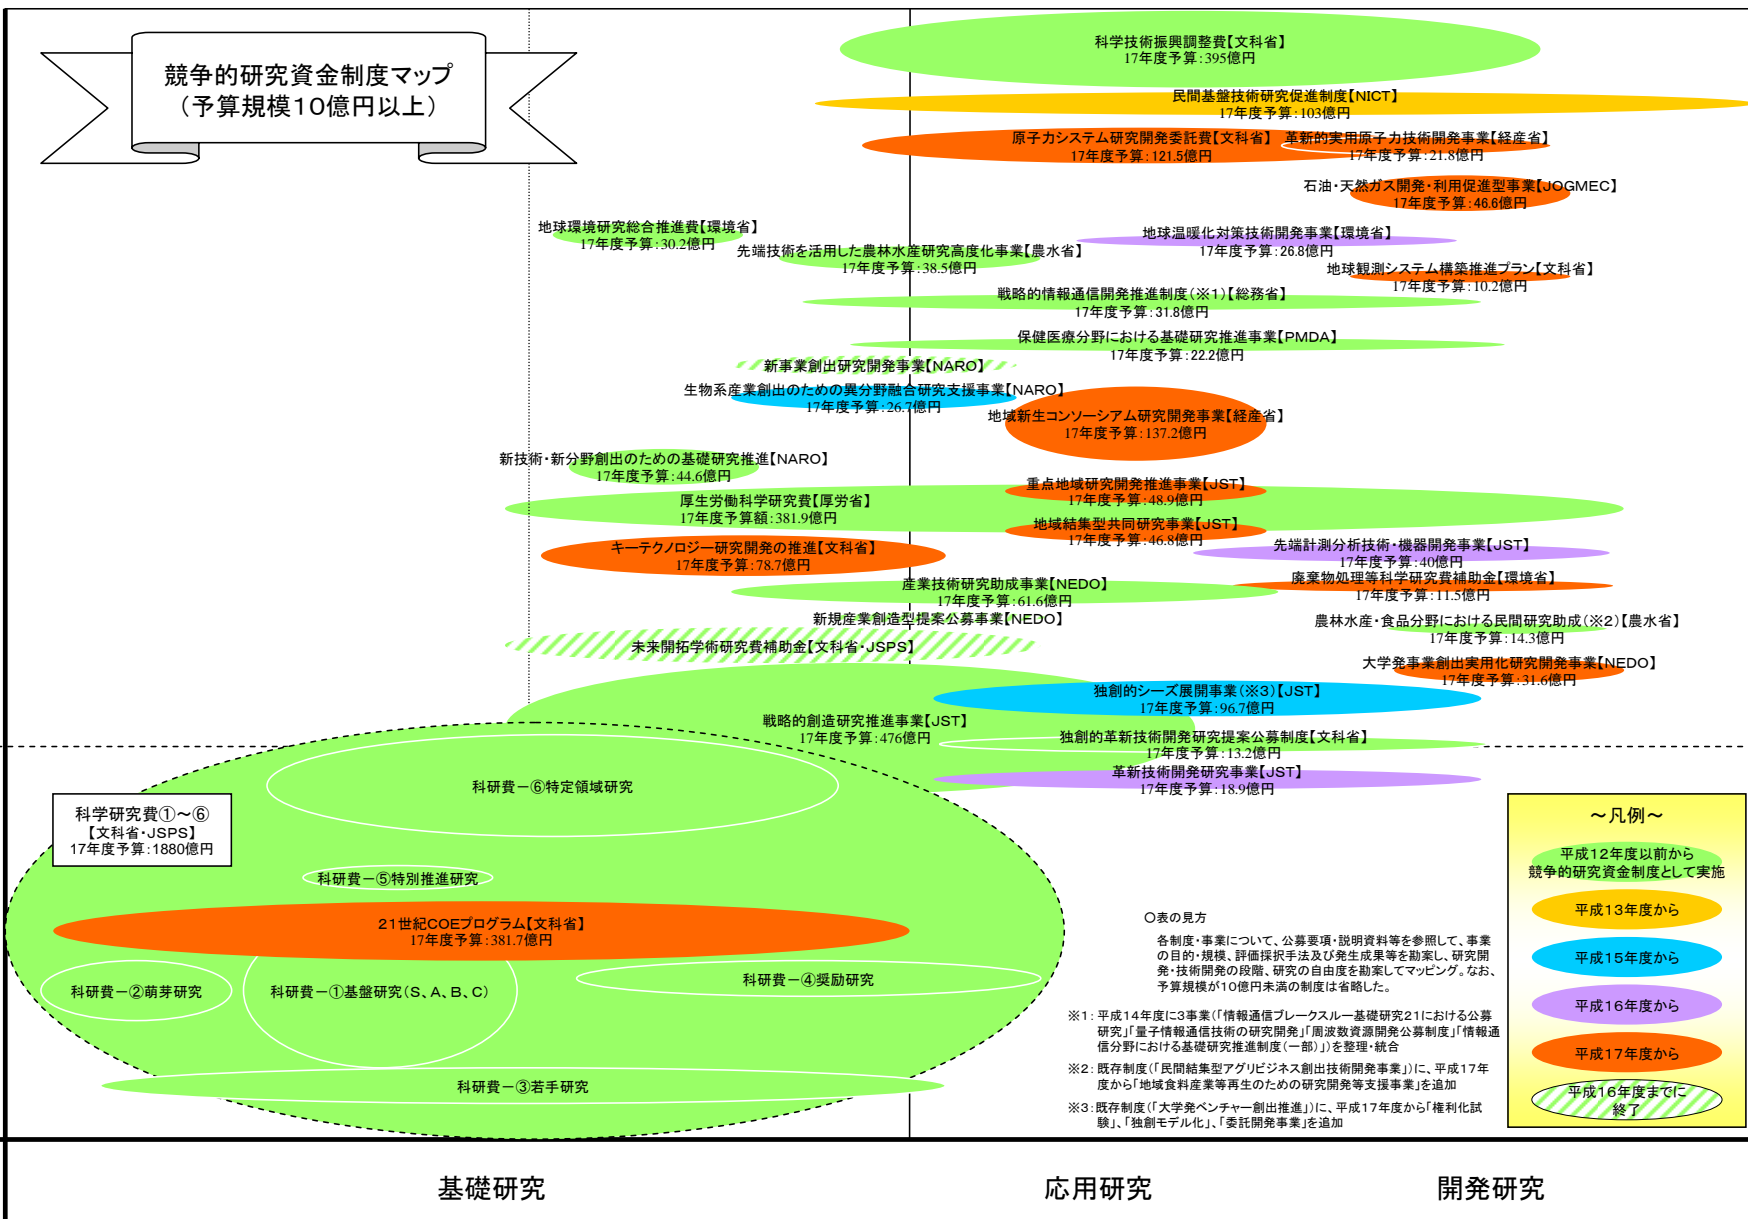 競争的研究資金制度マップ
（予算規模１０億円以上）
科学技術振興調整費【文科省】
17年度予算：395億円
民間基盤技術研究促進制度【NICT】
17年度予算：103億円
原子力システム研究開発委託費【文科省】
17年度予算：121.5億円
革新的実用原子力技術開発事業【経産省】
17年度予算：21.8億円
石油・天然ガス開発・利用促進型事業【JOGMEC】
17年度予算：46.6億円
地球環境研究総合推進費【環境省】
17年度予算：30.2億円
先端技術を活用した農林水産研究高度化事業【農水省】
17年度予算：38.5億円
地球温暖化対策技術開発事業【環境省】
17年度予算：26.8億円
地球観測システム構築推進プラン【文科省】
17年度予算：10.2億円
戦略的情報通信開発推進制度（※１）【総務省】
17年度予算：31.8億円
保健医療分野における基礎研究推進事業【PMDA】
17年度予算：22.2億円
新事業創出研究開発事業【NARO】
生物系産業創出のための異分野融合研究支援事業【NARO】
17年度予算：26.7億円
地域新生コンソーシアム研究開発事業【経産省】
17年度予算：137.2億円
新技術・新分野創出のための基礎研究推進【NARO】
17年度予算：44.6億円
重点地域研究開発推進事業【JST】
17年度予算：48.9億円
厚生労働科学研究費【厚労省】
17年度予算額：381.9億円
地域結集型共同研究事業【JST】
17年度予算：46.8億円
キーテクノロジー研究開発の推進【文科省】
17年度予算：78.7億円
先端計測分析技術・機器開発事業【JST】
17年度予算：40億円
産業技術研究助成事業【NEDO】
17年度予算：61.6億円
廃棄物処理等科学研究費補助金【環境省】
17年度予算：11.5億円
新規産業創造型提案公募事業【NEDO】
農林水産・食品分野における民間研究助成（※２）【農水省】
17年度予算：14.3億円
未来開拓学術研究費補助金【文科省・JSPS】
大学発事業創出実用化研究開発事業【NEDO】
17年度予算：31.6億円
独創的シーズ展開事業（※３）【JST】
17年度予算：96.7億円
戦略的創造研究推進事業【JST】
17年度予算：476億円
独創的革新技術開発研究提案公募制度【文科省】
17年度予算：13.2億円
革新技術開発研究事業【JST】
17年度予算：18.9億円
科研費－⑥特定領域研究
科学研究費①～⑥
【文科省・JSPS】
17年度予算：1880億円
科研費－⑤特別推進研究
21世紀COEプログラム【文科省】
17年度予算：381.7億円
科研費－②萌芽研究
科研費－①基盤研究（S、A、B、C）
科研費－④奨励研究
科研費－③若手研究
～凡例～
平成１２年度以前から
競争的研究資金制度として実施
平成１３年度から
平成１５年度から
平成１６年度から
平成１７年度から
平成１６年度までに
終了
○表の見方
各制度・事業について、公募要項・説明資料等を参照して、事業
の目的・規模、評価採択手法及び発生成果等を勘案し、研究開
発・技術開発の段階、研究の自由度を勘案してマッピング。なお、
予算規模が１０億円未満の制度は省略した。
※１：平成１４年度に３事業（「情報通信ブレークスルー基礎研究21における公募
研究」「量子情報通信技術の研究開発」「周波数資源開発公募制度」「情報通
信分野における基礎研究推進制度（一部）」）を整理・統合
※２：既存制度（「民間結集型アグリビジネス創出技術開発事業」）に、平成17年
度から「地域食料産業等再生のための研究開発等支援事業」を追加
※３：既存制度（「大学発ベンチャー創出推進」）に、平成17年度から「権利化試
験」、「独創モデル化」、「委託開発事業」を追加
基礎研究
応用研究
開発研究